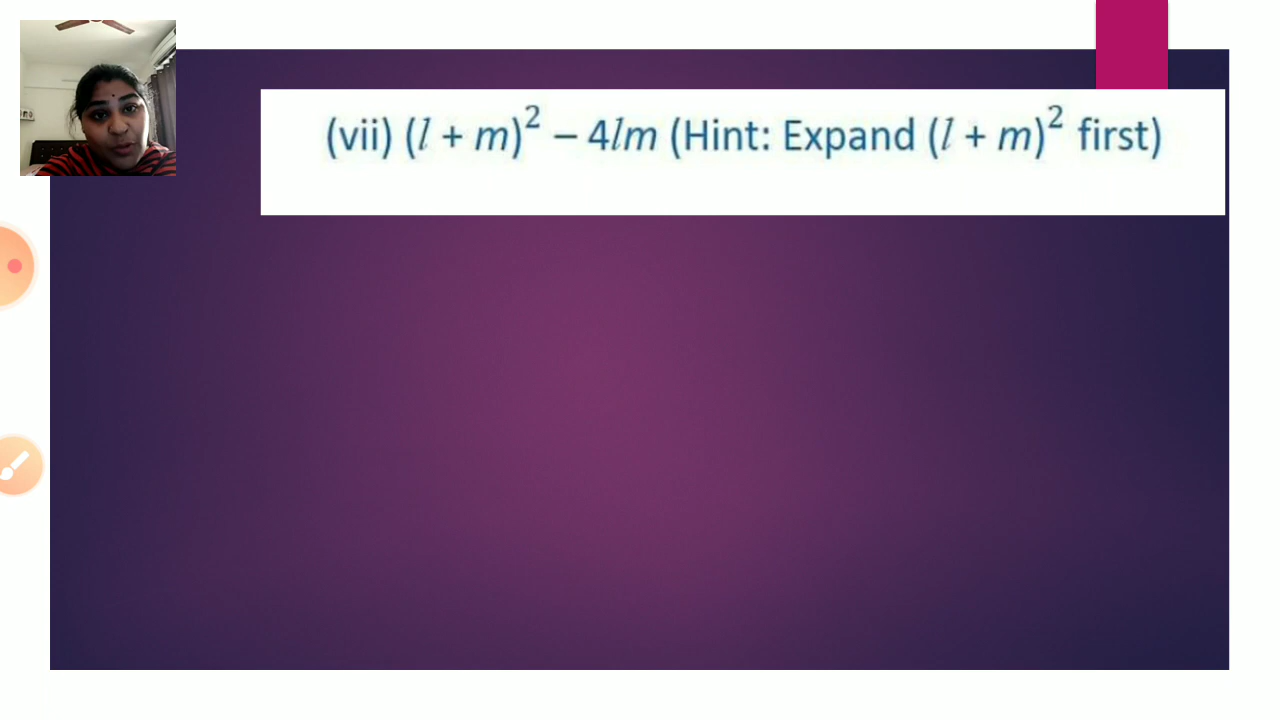 (vii) (l + m)² – 4lm (Hint: Expand (l + m)² first)